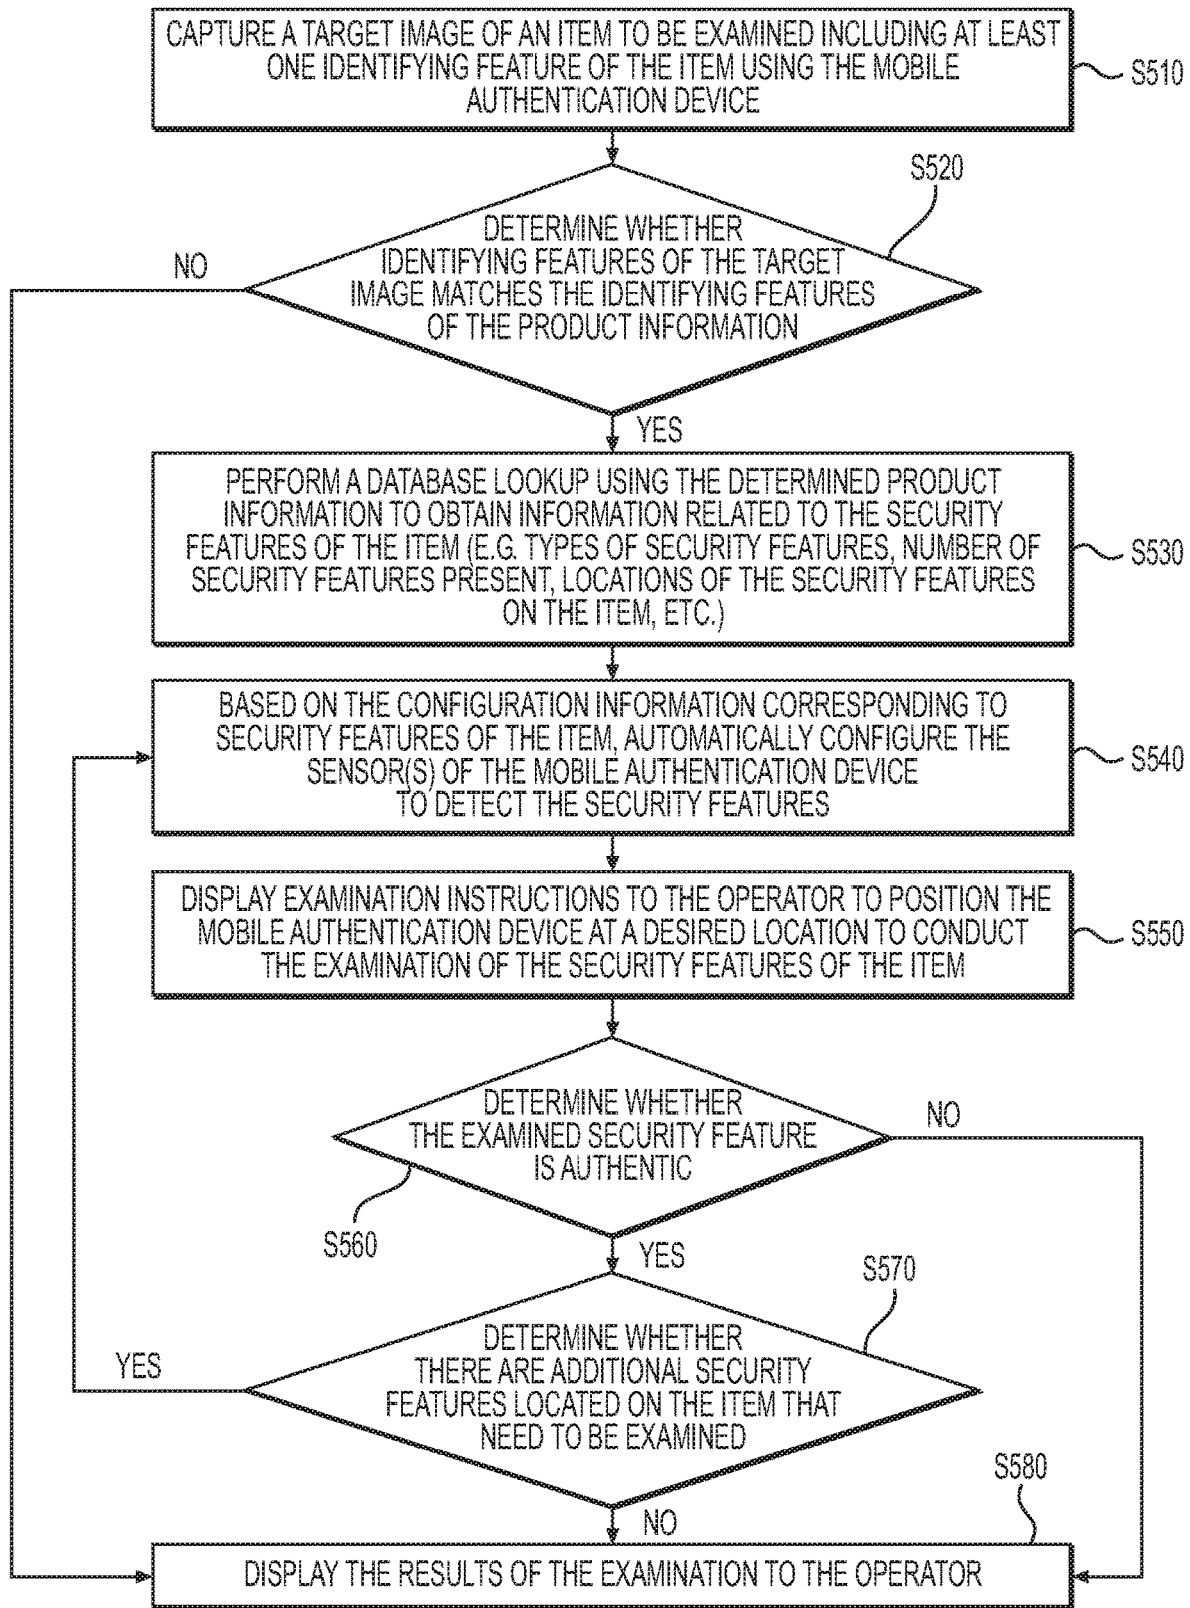 CAPTURE A TARGET IMAGE OF AN ITEM TO BE EXAMINED INCLUDING AT LEAST
ONE IDENTIFYING FEATURE OF THE ITEM USING THE MOBILE
AUTHENTICATION DEVICE
S510
S520
DETERMINE WHETHER
IDENTIFYING FEATURES OF THE TARGET
IMAGE MATCHES THE IDENTIFYING FEATURES
OF THE PRODUCT INFORMATION
NO
YES
PERFORM A DATABASE LOOKUP USING THE DETERMINED PRODUCT
INFORMATION TO OBTAIN INFORMATION RELATED TO THE SECURITY
FEATURES OF THE ITEM (E.G. TYPES OF SECURITY FEATURES, NUMBER OF
SECURITY FEATURES PRESENT, LOCATIONS OF THE SECURITY FEATURES
ON THE ITEM, ETC.)
S530
BASED ON THE CONFIGURATION INFORMATION CORRESPONDING TO
SECURITY FEATURES OF THE ITEM, AUTOMATICALLY CONFIGURE THE
SENSOR(S) OF THE MOBILE AUTHENTICATION DEVICE
TO DETECT THE SECURITY FEATURES
S540
DISPLAY EXAMINATION INSTRUCTIONS TO THE OPERATOR TO POSITION THE
MOBILE AUTHENTICATION DEVICE AT A DESIRED LOCATION TO CONDUCT
THE EXAMINATION OF THE SECURITY FEATURES OF THE ITEM
S550
DETERMINE WHETHER
THE EXAMINED SECURITY FEATURE
IS AUTHENTIC
NO
S560
YES
S570
DETERMINE WHETHER
THERE ARE ADDITIONAL SECURITY
FEATURES LOCATED ON THE ITEM THAT
NEED TO BE EXAMINED
YES
NO
S580
DISPLAY THE RESULTS OF THE EXAMINATION TO THE OPERATOR